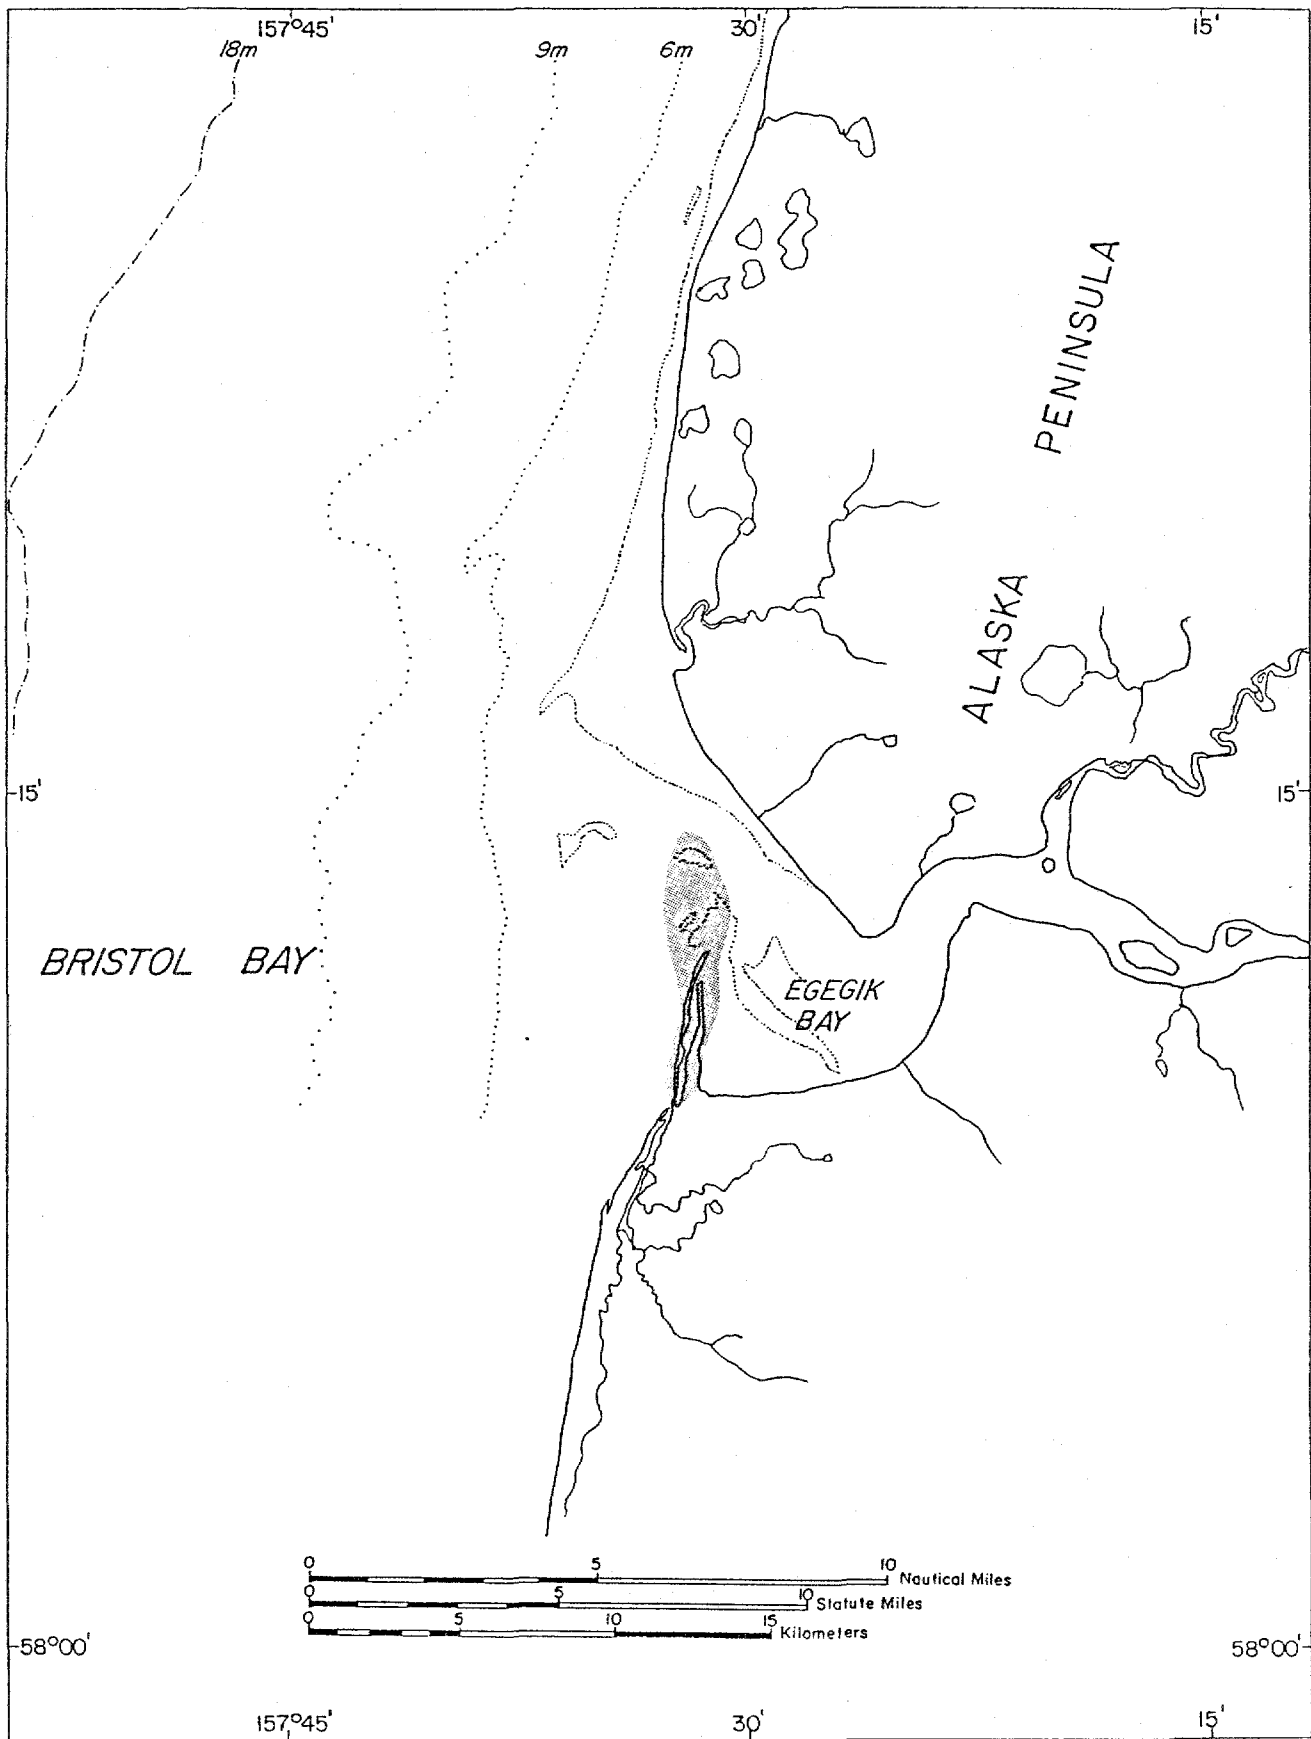 157°45'
30'
15'
18m
9m
6m
PENINSULA
ALASKA
15'
15'
BRISTOL BAY
EGEGIK
BAY
0 5 10 Nautical Miles
0 5 10 Statute Miles
0 5 10 15 Kilometers
58°00'
58°00'
157°45'
30'
15'